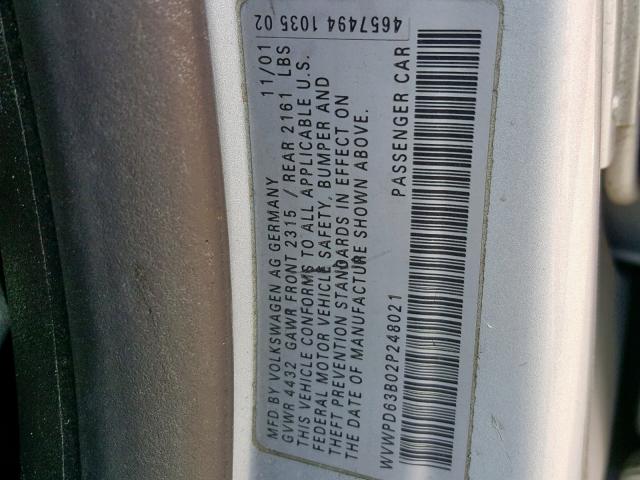 4657494 1035 02
MFD BY VOLKSWAGEN AG GERMANY 11/01
GVWR 4432 GAWR FRONT 2315 / REAR 2161 LBS
THIS VEHICLE CONFORMS TO ALL APPLICABLE U.S.
FEDERAL MOTOR VEHICLE SAFETY, BUMPER AND
THEFT PREVENTION STANDARDS IN EFFECT ON
THE DATE OF MANUFACTURE SHOWN ABOVE.
WVWPD63B02P248021 PASSENGER CAR